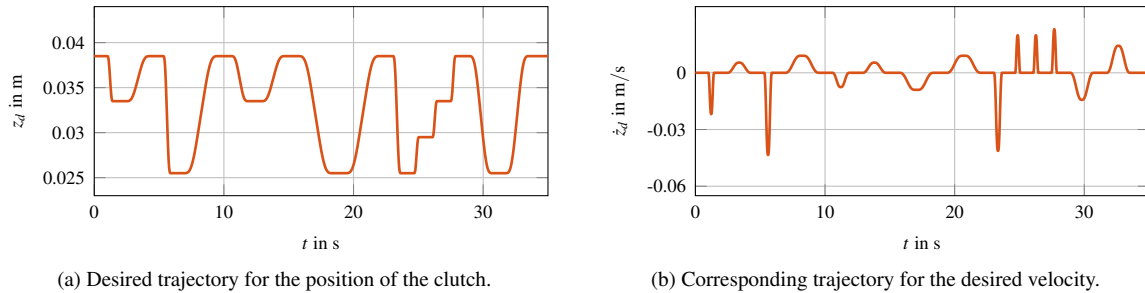 0.04
0.035
0.03
0.025
z_d in m
0 10 20 30
t in s
(a) Desired trajectory for the position of the clutch.
0
-0.03
-0.06
ż_d in m/s
0 10 20 30
t in s
(b) Corresponding trajectory for the desired velocity.